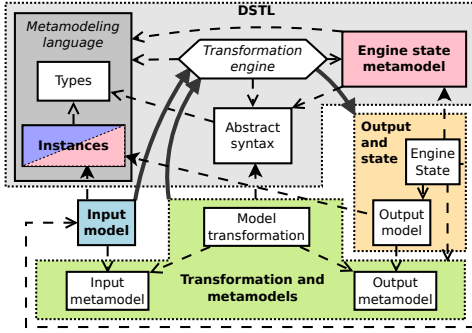 DSTL
Metamodeling
language
Transformation
engine
Engine state
metamodel
Types
Abstract
syntax
Instances
Output
and
state
Engine
State
Input
model
Model
transformation
Output
model
Input
metamodel
Transformation and
metamodels
Output
metamodel